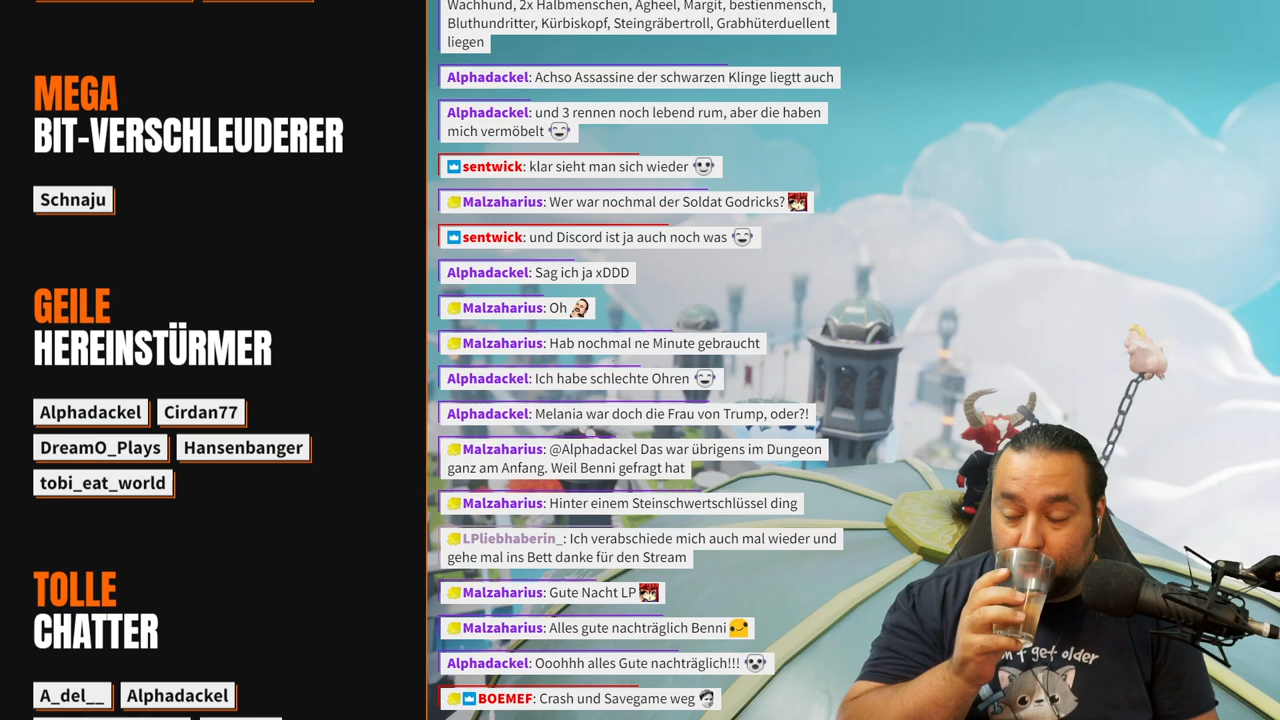 MEGA
BIT-VERSCHLEUDERER
Schnaju
GEILE
HEREINSTÜRMER
Alphadackel Cirdan77
DreamO_Plays Hansenbanger
tobi_eat_world
TOLLE
CHATTER
A_del__ Alphadackel
Wachhund, 2x Halbmenschen, Agheel, Margit, bestienmensch,
Bluthundritter, Kürbiskopf, Steingräbertroll, Grabhüterduellent
liegen
Alphadackel: Achso Assassine der schwarzen Klinge liegtt auch
Alphadackel: und 3 rennen noch lebend rum, aber die haben
mich vermöbelt
sentwick: klar sieht man sich wieder
Malzaharius: Wer war nochmal der Soldat Godricks?
sentwick: und Discord ist ja auch noch was
Alphadackel: Sag ich ja xDDD
Malzaharius: Oh
Malzaharius: Hab nochmal ne Minute gebraucht
Alphadackel: Ich habe schlechte Ohren
Alphadackel: Melania war doch die Frau von Trump, oder?!
Malzaharius: @Alphadackel Das war übrigens im Dungeon
ganz am Anfang. Weil Benni gefragt hat
Malzaharius: Hinter einem Steinschwertschlüssel ding
LPliebhaberin_: Ich verabschiede mich auch mal wieder und
gehe mal ins Bett danke für den Stream
Malzaharius: Gute Nacht LP
Malzaharius: Alles gute nachträglich Benni
Alphadackel: Ooohhh alles Gute nachträglich!!!
BOEMEF: Crash und Savegame weg
get older